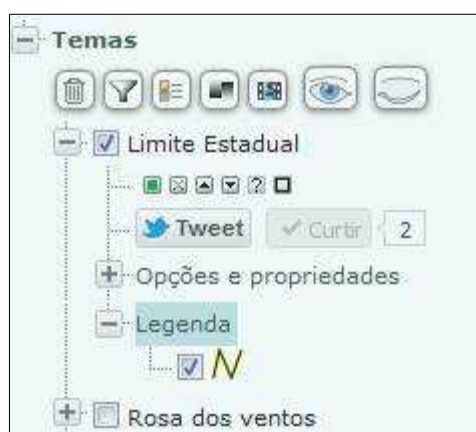 Temas
Limite Estadual
Tweet Curtir 2
Opções e propriedades
Legenda
Rosa dos ventos